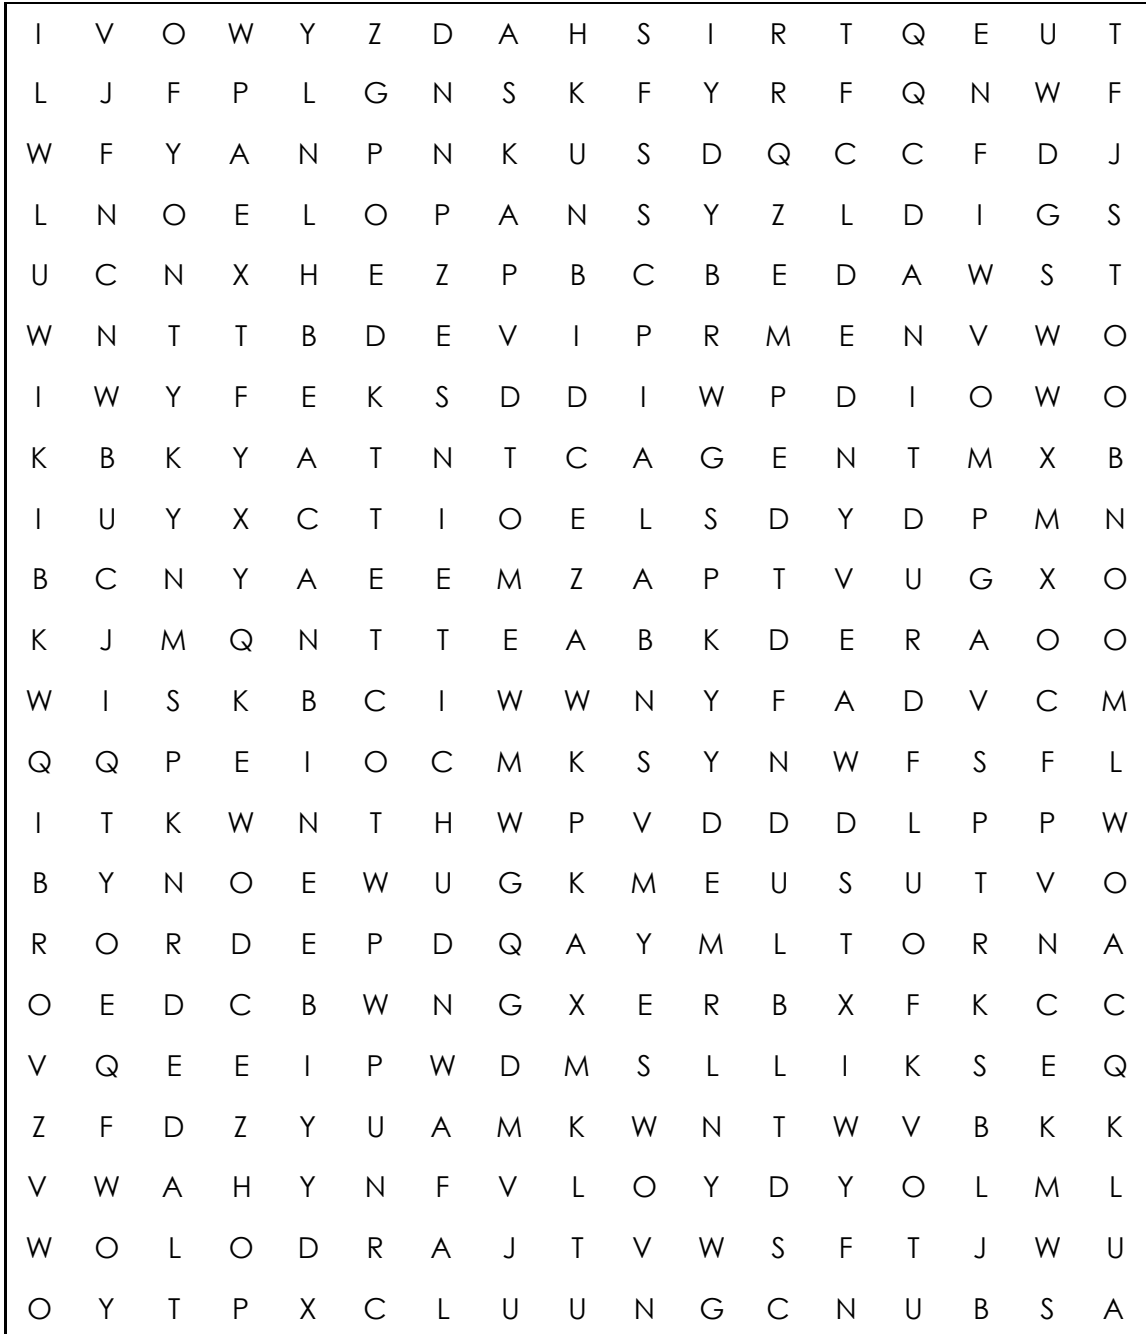 I V O W Y Z D A H S I R T Q E U T
L J F P L G N S K F Y R F Q N W F
W F Y A N P N K U S D Q C C F D J
L N O E L O P A N S Y Z L D I G S
U C N X H E Z P B C B E D A W S T
W N T T B D E V I P R M E N V W O
I W Y F E K S D D I W P D I O W O
K B K Y A T N T C A G E N T M X B
I U Y X C T I O E L S D Y D P M N
B C N Y A E E M Z A P T V U G X O
K J M Q N T T E A B K D E R A O O
W I S K B C I W W N Y F A D V C M
Q Q P E I O C M K S Y N W F S F L
I T K W N T H W P V D D D L P P W
B Y N O E W U G K M E U S U T V O
R O R D E P D Q A Y M L T O R N A
O E D C B W N G X E R B X F K C C
V Q E E I P W D M S L L I K S E Q
Z F D Z Y U A M K W N T W V B K K
V W A H Y N F V L O Y D Y O L M L
W O L O D R A J T V W S F T J W U
O Y T P X C L U U N G C N U B S A